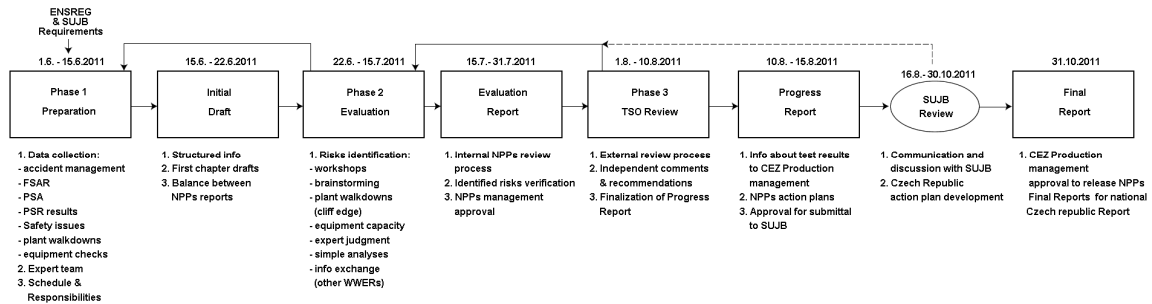 ENSREG
& SUJB
Requirements
1.6. - 15.6.2011
Phase 1
Preparation
1. Data collection:
- accident management
- FSAR
- PSA
- PSR results
- Safety issues
- plant walkdowns
- equipment checks
2. Expert team
3. Schedule &
Responsibilities
15.6. - 22.6.2011
Initial
Draft
1. Structured info
2. First chapter drafts
3. Balance between
NPPs reports
22.6. - 15.7.2011
Phase 2
Evaluation
1. Risks identification:
- workshops
- brainstorming
- plant walkdowns
(cliff edge)
- equipment capacity
- expert judgment
- simple analyses
- info exchange
(other WWERs)
15.7.- 31.7.2011
Evaluation
Report
1. Internal NPPs review
process
2. Identified risks verification
3. NPPs management
approval
1.8. - 10.8.2011
Phase 3
TSO Review
1. External review process
2. Independent comments
& recommendations
3. Finalization of Progress
Report
10.8. - 15.8.2011
Progress
Report
1. Info about test results
to CEZ Production
management
2. NPPs action plans
3. Approval for submittal
to SUJB
16.8.- 30.10.2011
SUJB
Review
1. Communication and
discussion with SUJB
2. Czech Republic
action plan development
31.10.2011
Final
Report
1. CEZ Production
management
approval to release NPPs
Final Reports for national
Czech republic Report